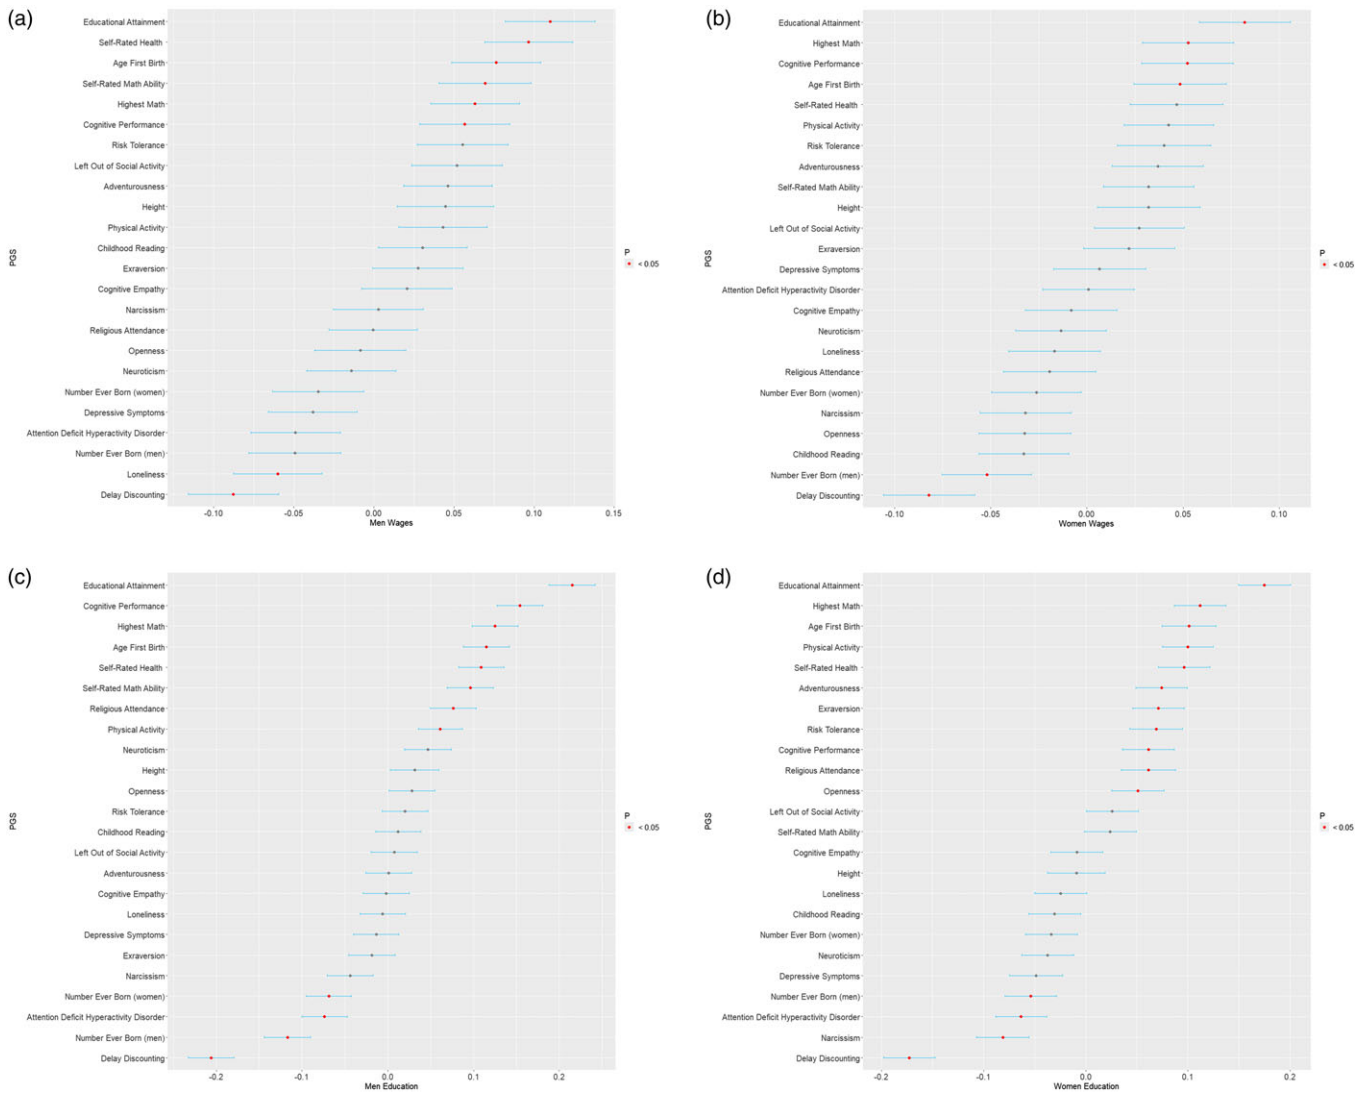 (a)
Educational Attainment
Self-Rated Health
Age First Birth
Self-Rated Math Ability
Highest Math
Cognitive Performance
Risk Tolerance
Left Out of Social Activity
Adventurousness
Height
Physical Activity
Childhood Reading
Exraversion
Cognitive Empathy
Narcissism
Religious Attendance
Openness
Neuroticism
Number Ever Born (women)
Depressive Symptoms
Attention Deficit Hyperactivity Disorder
Number Ever Born (men)
Loneliness
Delay Discounting
PGS
-0.10 -0.05 0.00 0.05 0.10 0.15
Men Wages
P
< 0.05
(b)
Educational Attainment
Highest Math
Cognitive Performance
Age First Birth
Self-Rated Health
Physical Activity
Risk Tolerance
Adventurousness
Self-Rated Math Ability
Height
Left Out of Social Activity
Exraversion
Depressive Symptoms
Attention Deficit Hyperactivity Disorder
Cognitive Empathy
Neuroticism
Loneliness
Religious Attendance
Number Ever Born (women)
Narcissism
Openness
Childhood Reading
Number Ever Born (men)
Delay Discounting
PGS
-0.10 -0.05 0.00 0.05 0.10
Women Wages
P
< 0.05
(c)
Educational Attainment
Cognitive Performance
Highest Math
Age First Birth
Self-Rated Health
Self-Rated Math Ability
Religious Attendance
Physical Activity
Neuroticism
Height
Openness
Risk Tolerance
Childhood Reading
Left Out of Social Activity
Adventurousness
Cognitive Empathy
Loneliness
Depressive Symptoms
Exraversion
Narcissism
Number Ever Born (women)
Attention Deficit Hyperactivity Disorder
Number Ever Born (men)
Delay Discounting
PGS
-0.2 -0.1 0.0 0.1 0.2
Men Education
P
< 0.05
(d)
Educational Attainment
Highest Math
Age First Birth
Physical Activity
Self-Rated Health
Adventurousness
Exraversion
Risk Tolerance
Cognitive Performance
Religious Attendance
Openness
Left Out of Social Activity
Self-Rated Math Ability
Cognitive Empathy
Height
Loneliness
Childhood Reading
Number Ever Born (women)
Neuroticism
Depressive Symptoms
Number Ever Born (men)
Attention Deficit Hyperactivity Disorder
Narcissism
Delay Discounting
PGS
-0.2 -0.1 0.0 0.1 0.2
Women Education
P
< 0.05